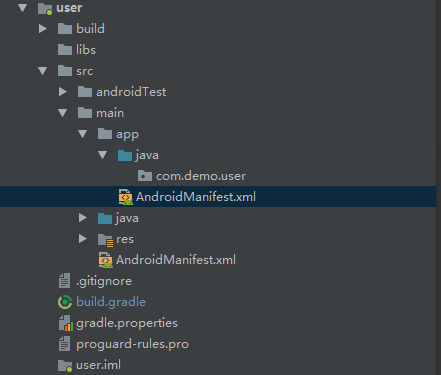 user
build
libs
src
androidTest
main
app
java
com.demo.user
AndroidManifest.xml
java
res
AndroidManifest.xml
.gitignore
build.gradle
gradle.properties
proguard-rules.pro
user.iml